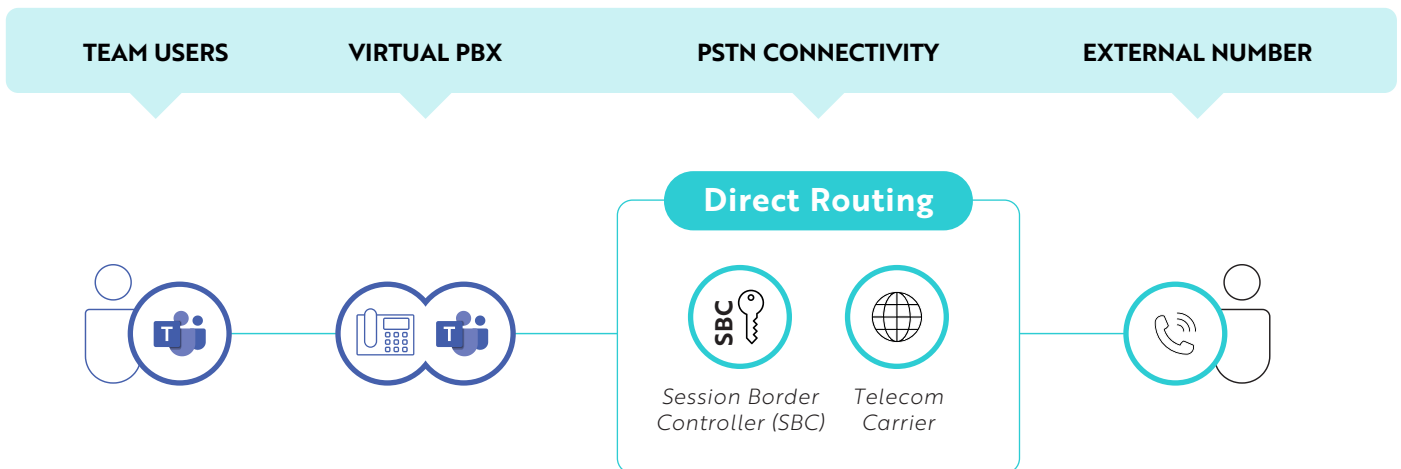 TEAM USERS
VIRTUAL PBX
PSTN CONNECTIVITY
EXTERNAL NUMBER
Direct Routing
T
T
SBC
Session Border
Controller (SBC)
Telecom
Carrier